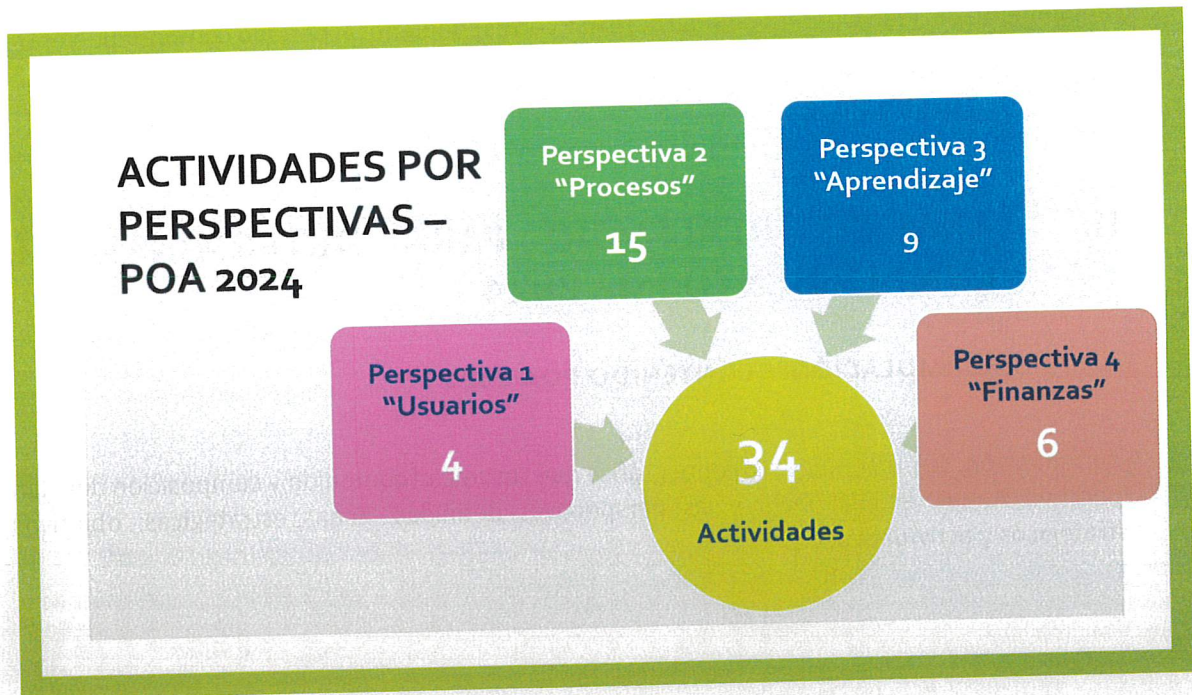 ACTIVIDADES POR
PERSPECTIVAS –
POA 2024
Perspectiva 1
"Usuarios"
4
Perspectiva 2
"Procesos"
15
Perspectiva 3
"Aprendizaje"
9
Perspectiva 4
"Finanzas"
6
34
Actividades